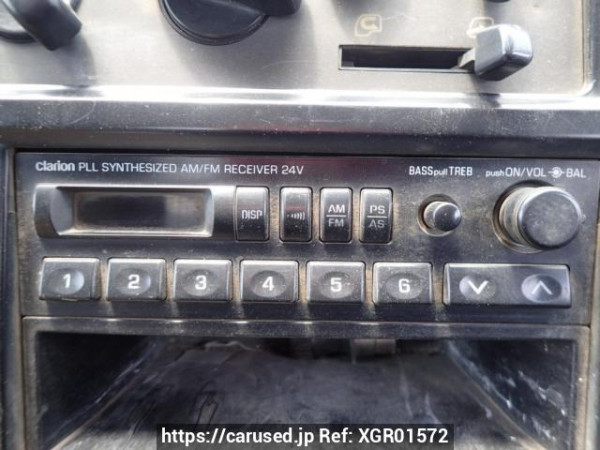 clarion PLL SYNTHESIZED AM/FM RECEIVER 24V
BASS pull TREB
push ON/VOL BAL
DISP
AM
FM
PS
AS
1 2 3 4 5 6
https://carused.jp Ref: XGR01572